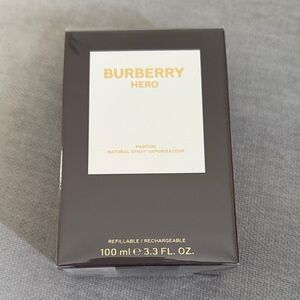 BURBERRY
HERO
PARFUM
NATURAL SPRAY VAPORISATEUR
REFILLABLE / RECHARGEABLE
100 ml ℮ 3.3 FL. OZ.